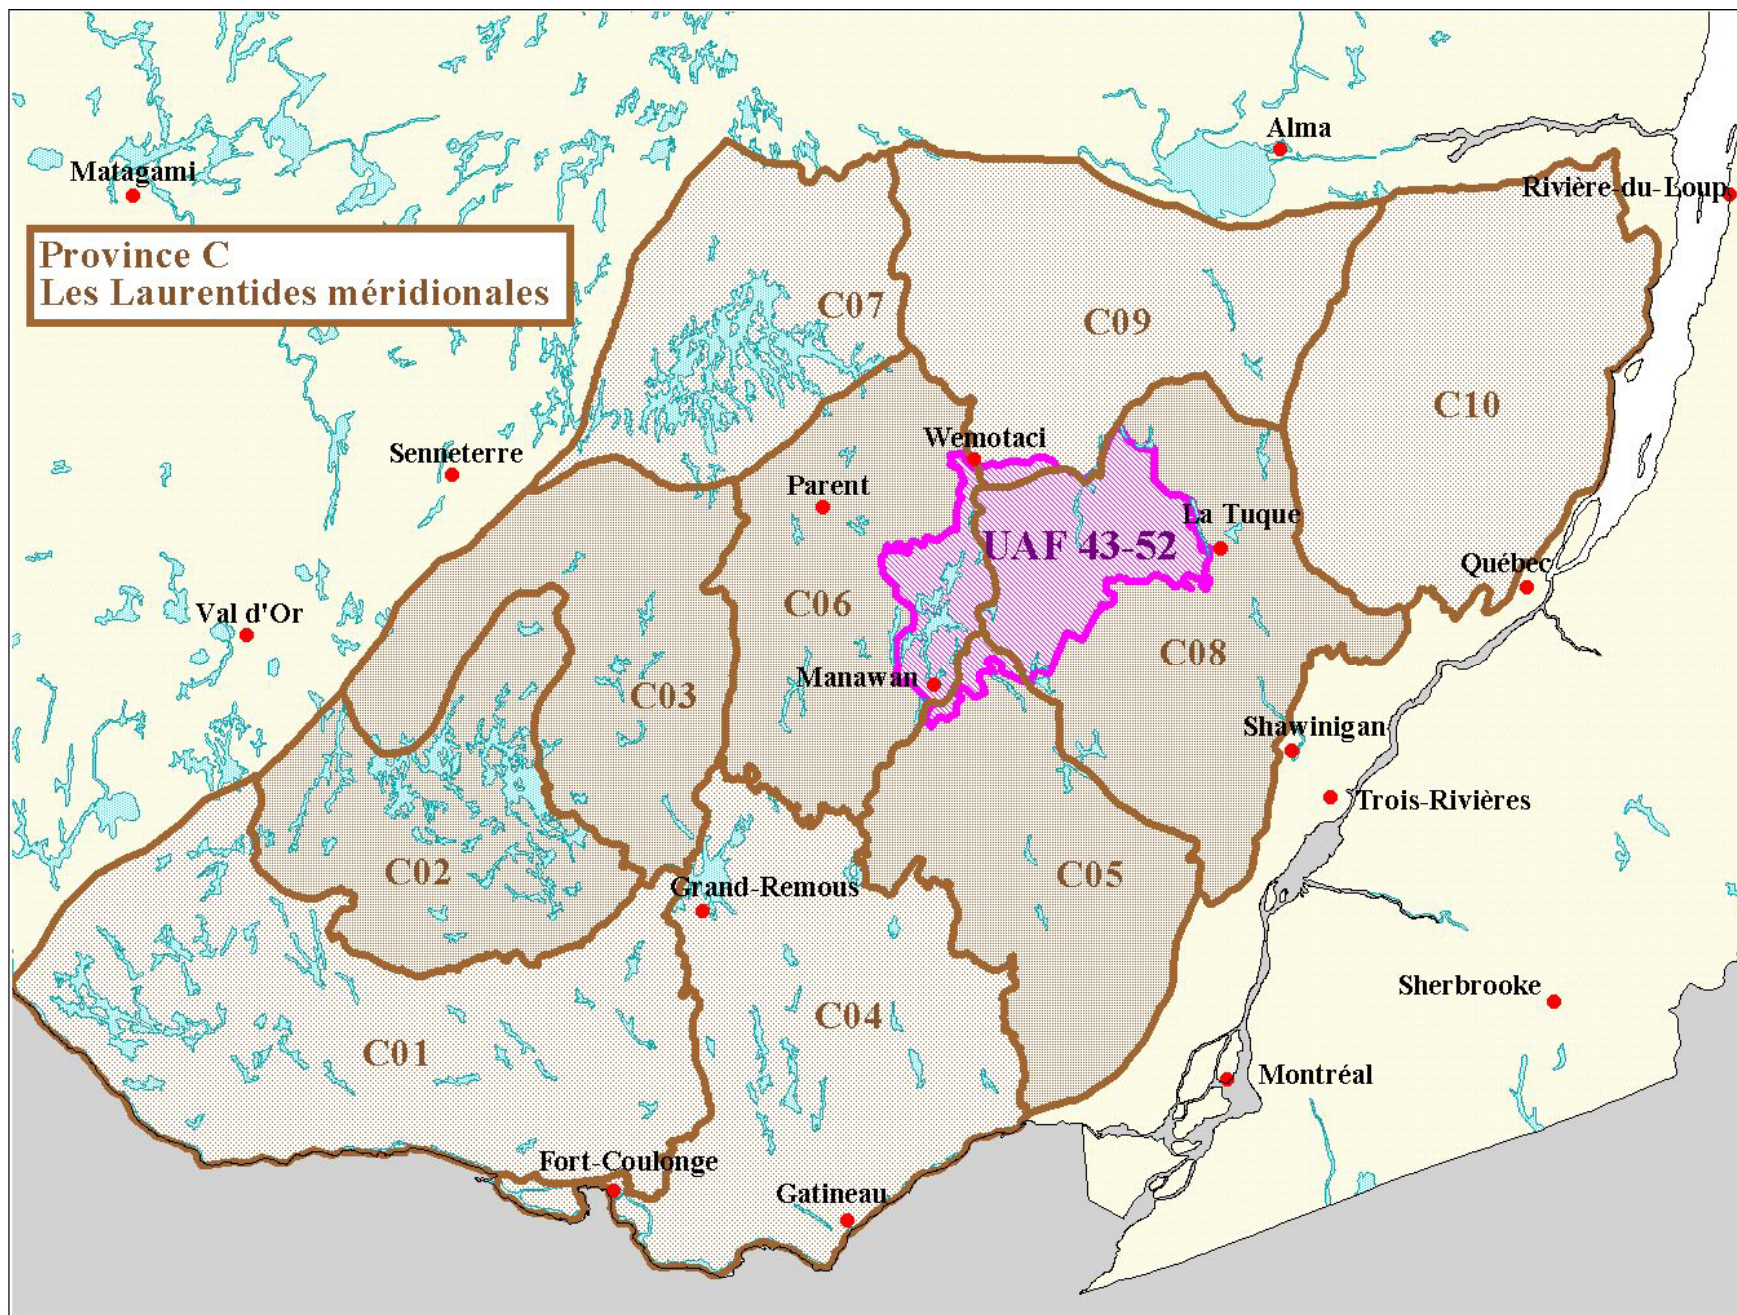 Alma
Matagami
Rivière-du-Loup
Province C
Les Laurentides méridionales
C07
C09
C10
Wemotaci
Senneterre
Parent
La Tuque
UAF 43-52
Québec
C06
Val d'Or
C08
Manawan
C03
Shawinigan
Trois-Rivières
C02
C05
Grand-Remous
Sherbrooke
C04
C01
Montréal
Fort-Coulonge
Gatineau